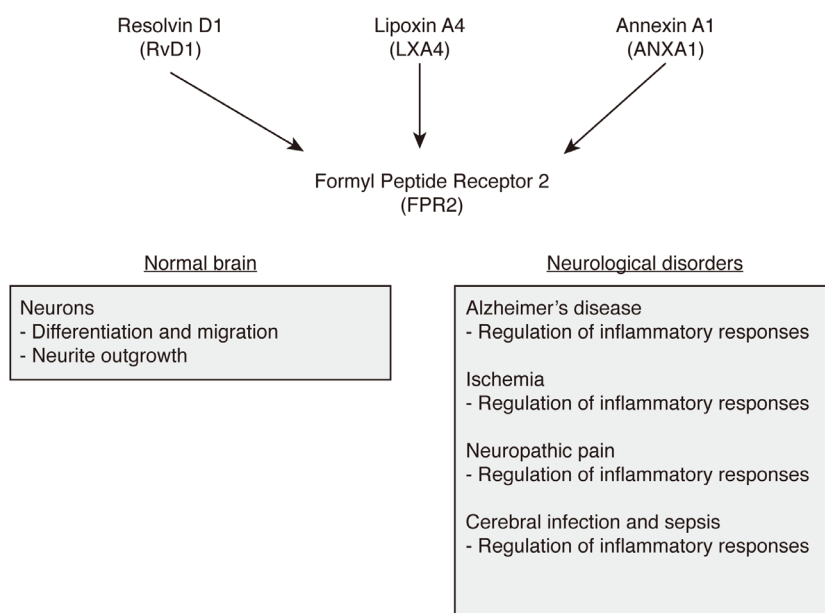 Resolvin D1
(RvD1)
Lipoxin A4
(LXA4)
Annexin A1
(ANXA1)
Formyl Peptide Receptor 2
(FPR2)
Normal brain
Neurons
- Differentiation and migration
- Neurite outgrowth
Neurological disorders
Alzheimer's disease
- Regulation of inflammatory responses
Ischemia
- Regulation of inflammatory responses
Neuropathic pain
- Regulation of inflammatory responses
Cerebral infection and sepsis
- Regulation of inflammatory responses